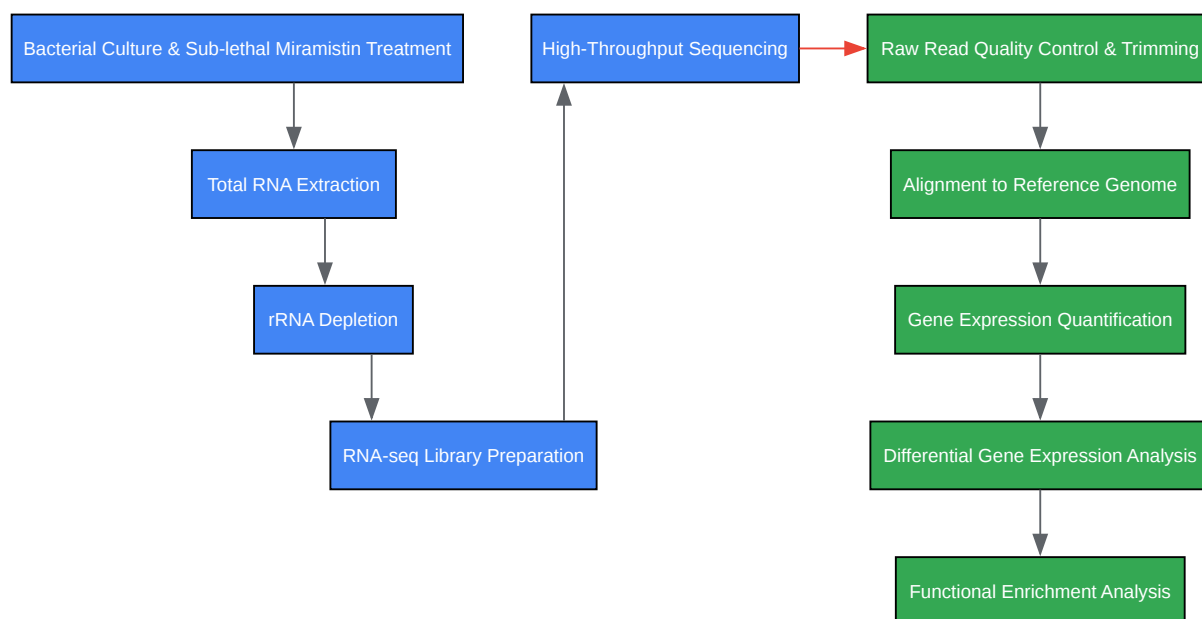 Bacterial Culture & Sub-lethal Miramistin Treatment
Total RNA Extraction
rRNA Depletion
RNA-seq Library Preparation
High-Throughput Sequencing
Raw Read Quality Control & Trimming
Alignment to Reference Genome
Gene Expression Quantification
Differential Gene Expression Analysis
Functional Enrichment Analysis